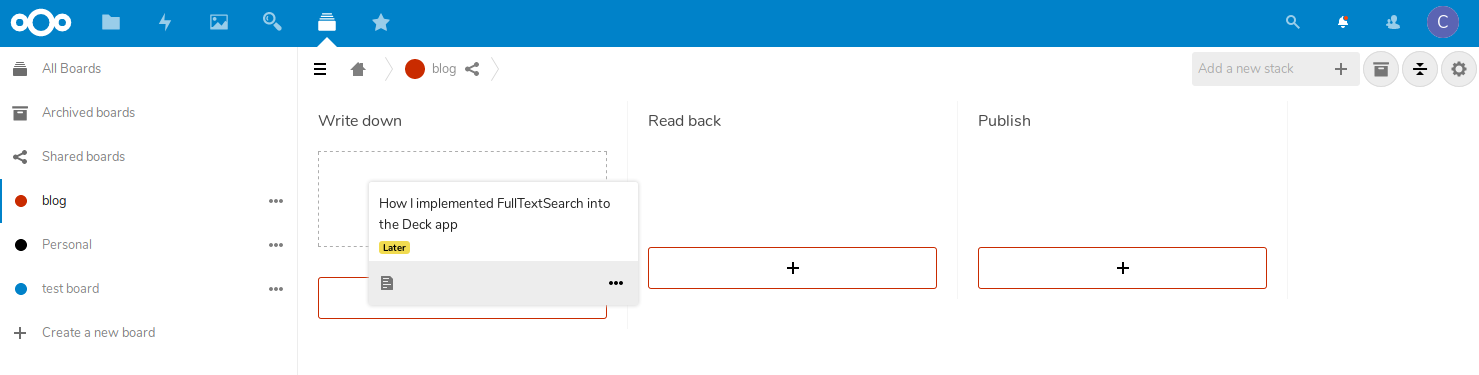 C
All Boards
Archived boards
Shared boards
blog
Personal
test board
Create a new board
blog
Add a new stack
Write down
Read back
Publish
How I implemented FullTextSearch into
the Deck app
Later